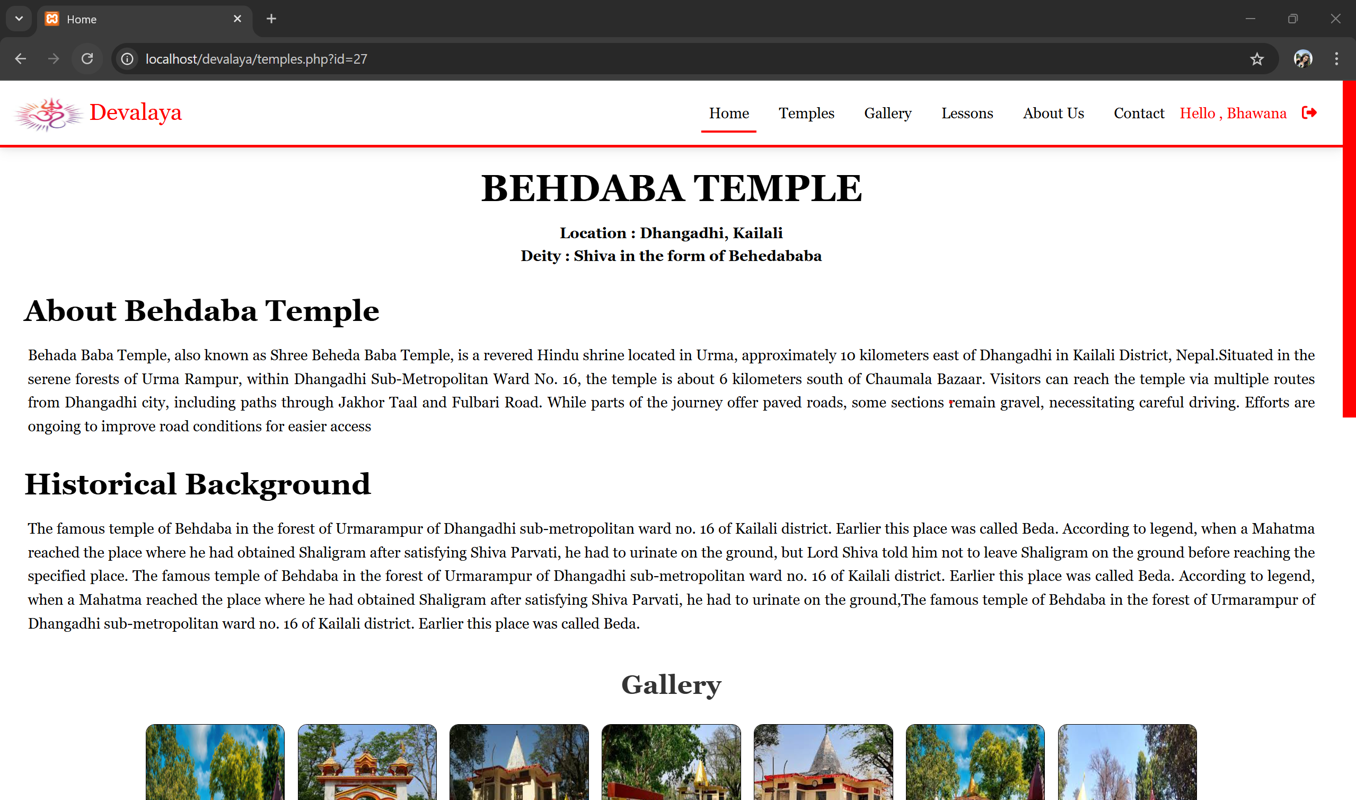 Home
localhost/devalaya/temples.php?id=27
Devalaya
Home Temples Gallery Lessons About Us Contact Hello , Bhawana
BEHDABA TEMPLE
Location : Dhangadhi, Kailali
Deity : Shiva in the form of Behedababa
About Behdaba Temple
Behada Baba Temple, also known as Shree Beheda Baba Temple, is a revered Hindu shrine located in Urma, approximately 10 kilometers east of Dhangadhi in Kailali District, Nepal.Situated in the
serene forests of Urma Rampur, within Dhangadhi Sub-Metropolitan Ward No. 16, the temple is about 6 kilometers south of Chaumala Bazaar. Visitors can reach the temple via multiple routes
from Dhangadhi city, including paths through Jakhor Taal and Fulbari Road. While parts of the journey offer paved roads, some sections remain gravel, necessitating careful driving. Efforts are
ongoing to improve road conditions for easier access
Historical Background
The famous temple of Behdaba in the forest of Urmarampur of Dhangadhi sub-metropolitan ward no. 16 of Kailali district. Earlier this place was called Beda. According to legend, when a Mahatma
reached the place where he had obtained Shaligram after satisfying Shiva Parvati, he had to urinate on the ground, but Lord Shiva told him not to leave Shaligram on the ground before reaching the
specified place. The famous temple of Behdaba in the forest of Urmarampur of Dhangadhi sub-metropolitan ward no. 16 of Kailali district. Earlier this place was called Beda. According to legend,
when a Mahatma reached the place where he had obtained Shaligram after satisfying Shiva Parvati, he had to urinate on the ground,The famous temple of Behdaba in the forest of Urmarampur of
Dhangadhi sub-metropolitan ward no. 16 of Kailali district. Earlier this place was called Beda.
Gallery